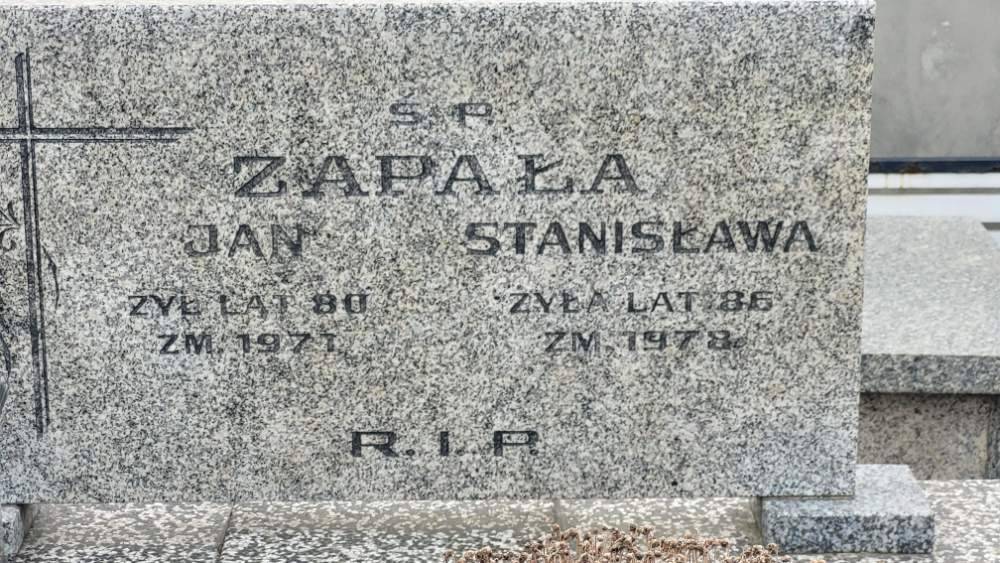 Ś.P.
ZAPAŁA
JAN
ŻYŁ LAT 80
ZM. 1971
STANISŁAWA
ŻYŁA LAT 86
ZM. 1978
R.I.P.